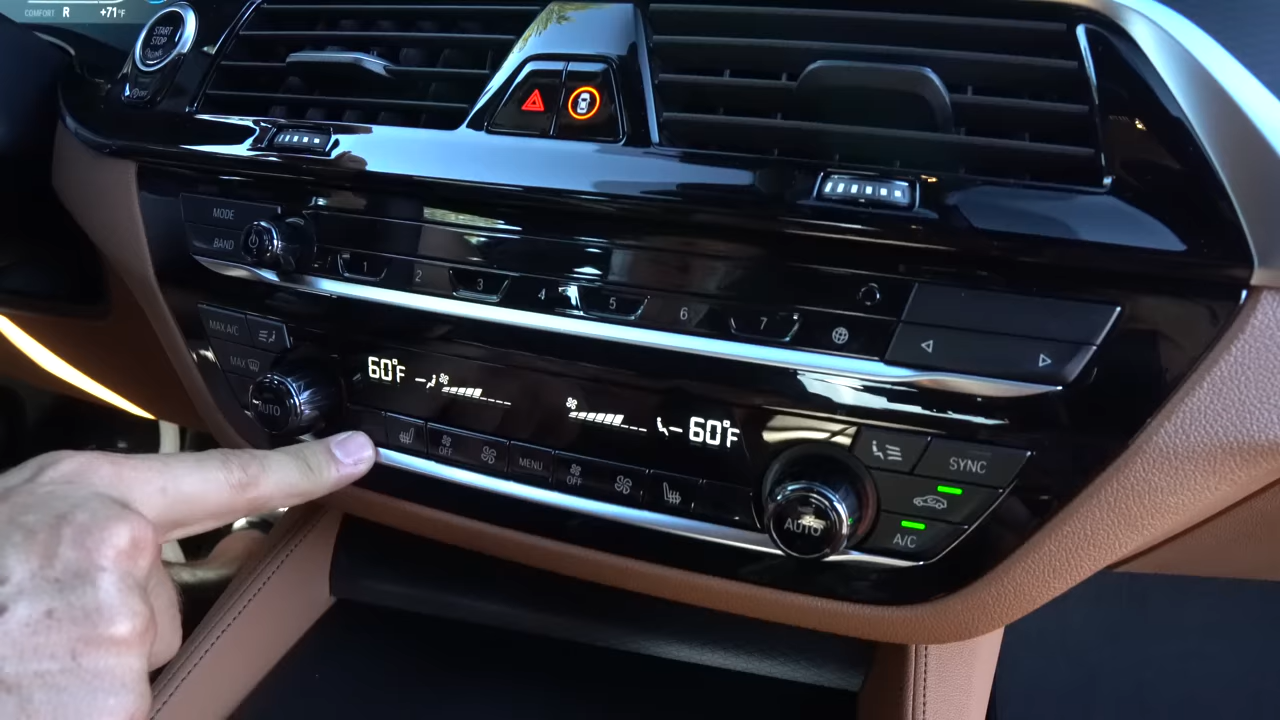 COMFORT R +71°F
START
STOP
OFF
MODE
BAND
1 2 3 4 5 6 7
MAX A/C
MAX
AUTO
60°F
60°F
OFF
MENU
OFF
AUTO
SYNC
A/C